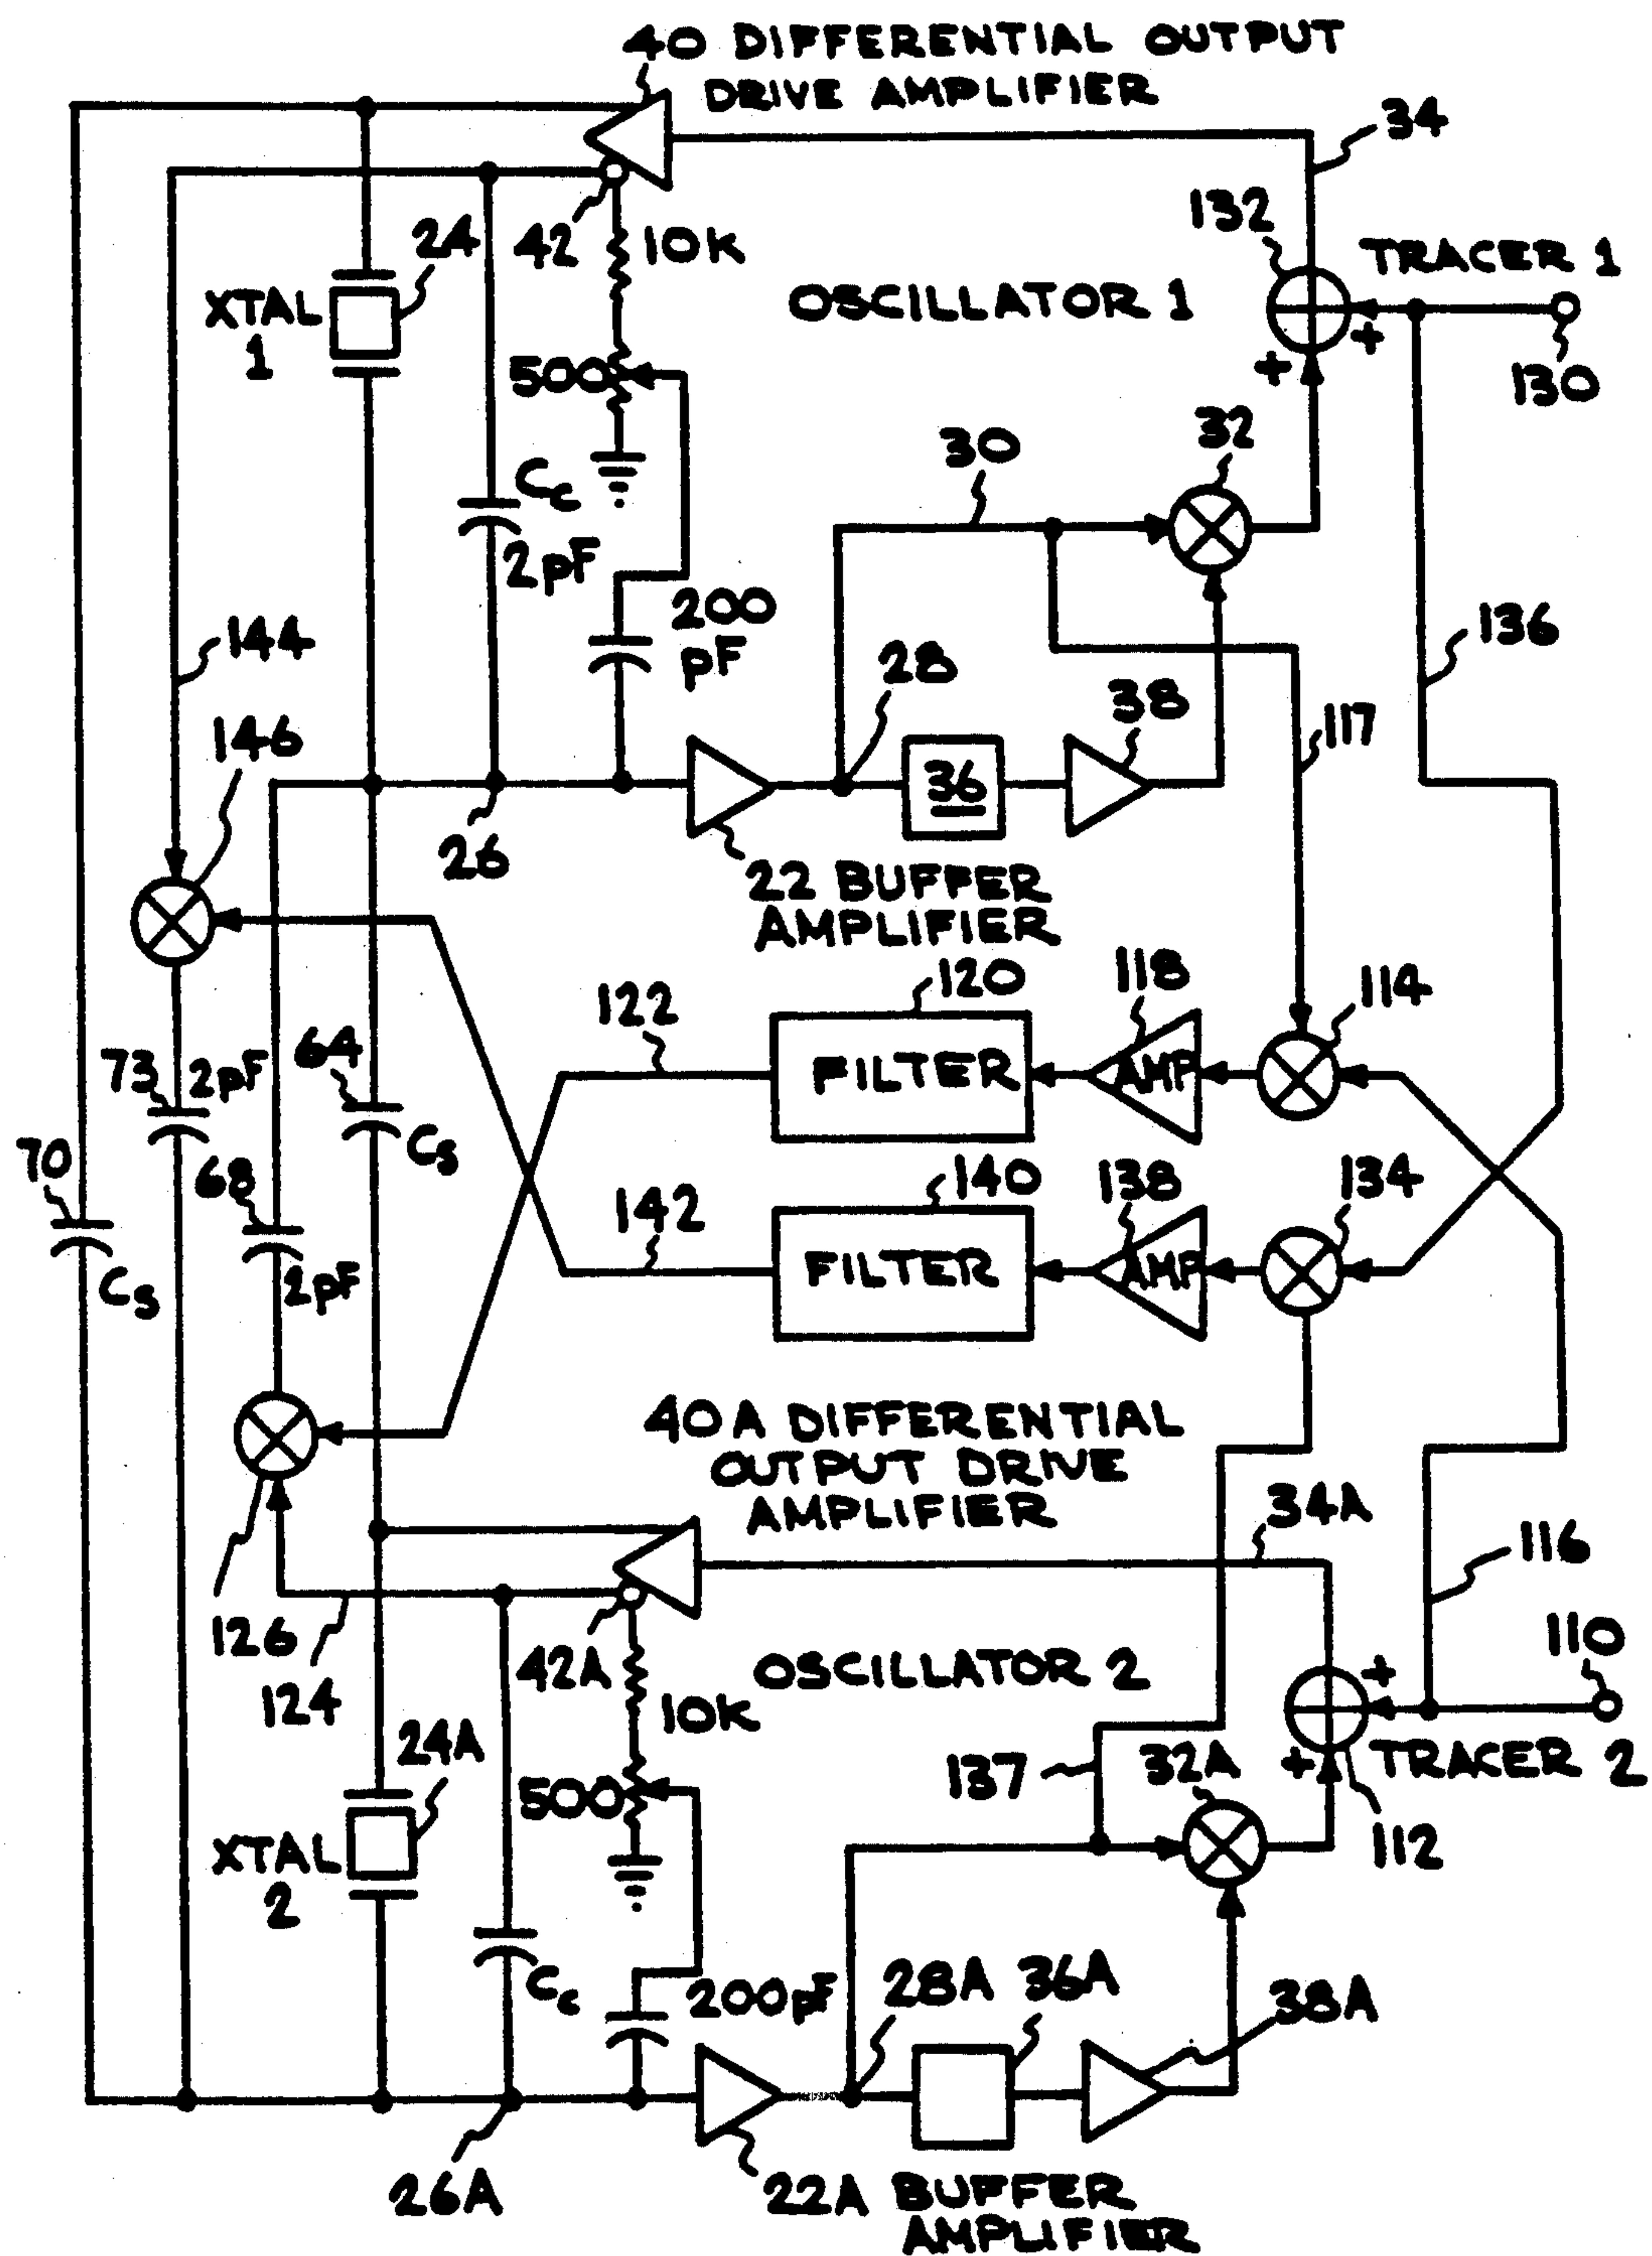 40 DIFFERENTIAL OUTPUT
DRIVE AMPLIFIER
34
132
24
42
10K
TRACER 1
XTAL
1
OSCILLATOR 1
+
+
500
130
32
30
Cc
2pF
200
pF
144
136
28
38
117
146
36
26
22 BUFFER
AMPLIFIER
120
118
114
122
64
73
2pF
FILTER
AMP
70
Cs
68
142
140
138
134
2pF
Cs
FILTER
AMP
40A DIFFERENTIAL
OUTPUT DRIVE
AMPLIFIER
34A
116
126
124
42A
OSCILLATOR 2
110
10K
+
24A
137
32A
+
TRACER 2
500
XTAL
2
112
Cc
200pF
28A
36A
38A
26A
22A BUFFER
AMPLIFIER